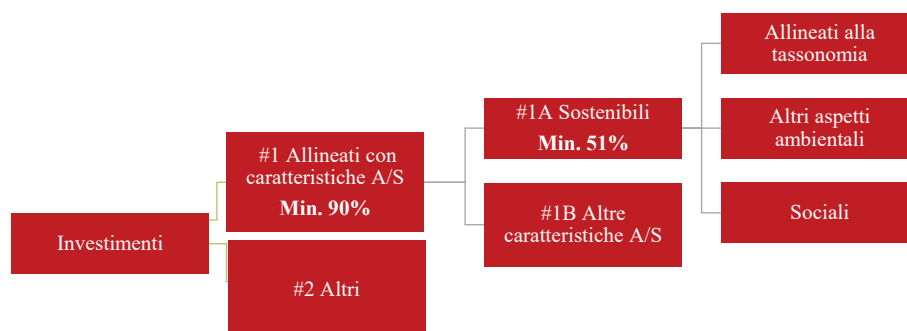 Investimenti
#1 Allineati con
caratteristiche A/S
Min. 90%
#2 Altri
#1A Sostenibili
Min. 51%
#1B Altre
caratteristiche A/S
Allineati alla
tassonomia
Altri aspetti
ambientali
Sociali